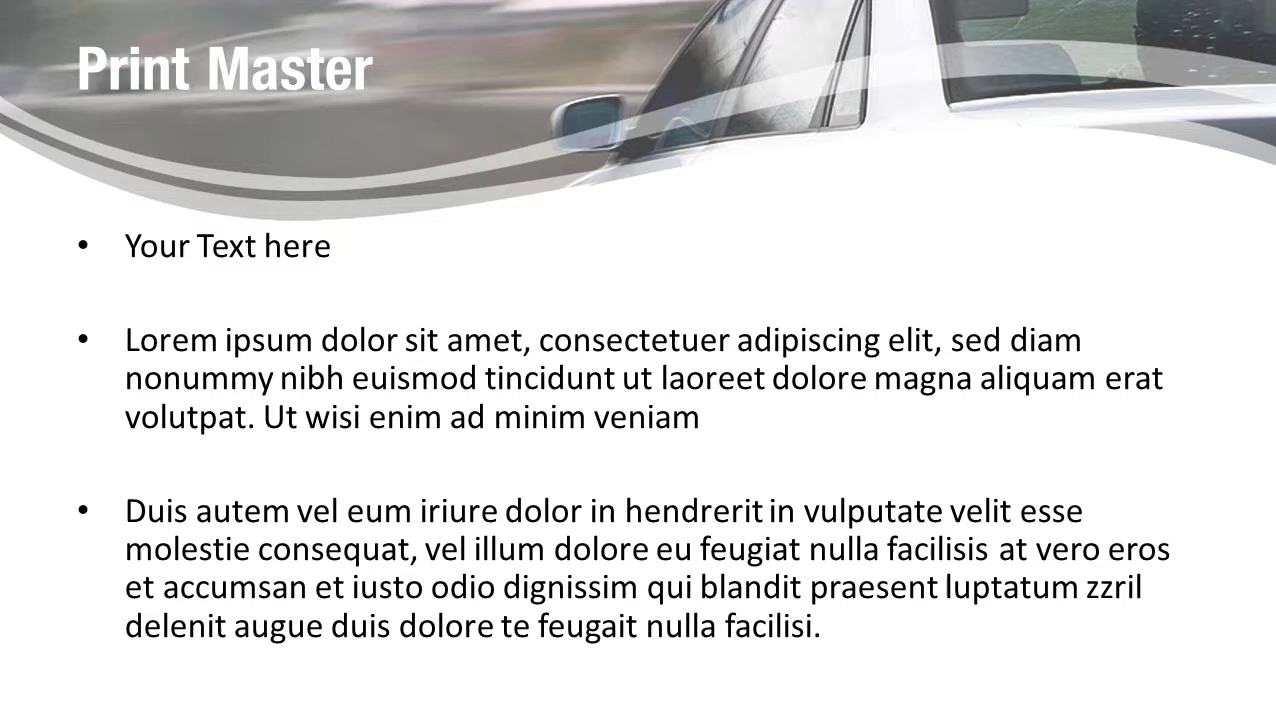 Print Master
• Your Text here
• Lorem ipsum dolor sit amet, consectetuer adipiscing elit, sed diam
nonummy nibh euismod tincidunt ut laoreet dolore magna aliquam erat
volutpat. Ut wisi enim ad minim veniam
• Duis autem vel eum iriure dolor in hendrerit in vulputate velit esse
molestie consequat, vel illum dolore eu feugiat nulla facilisis at vero eros
et accumsan et iusto odio dignissim qui blandit praesent luptatum zzril
delenit augue duis dolore te feugait nulla facilisi.